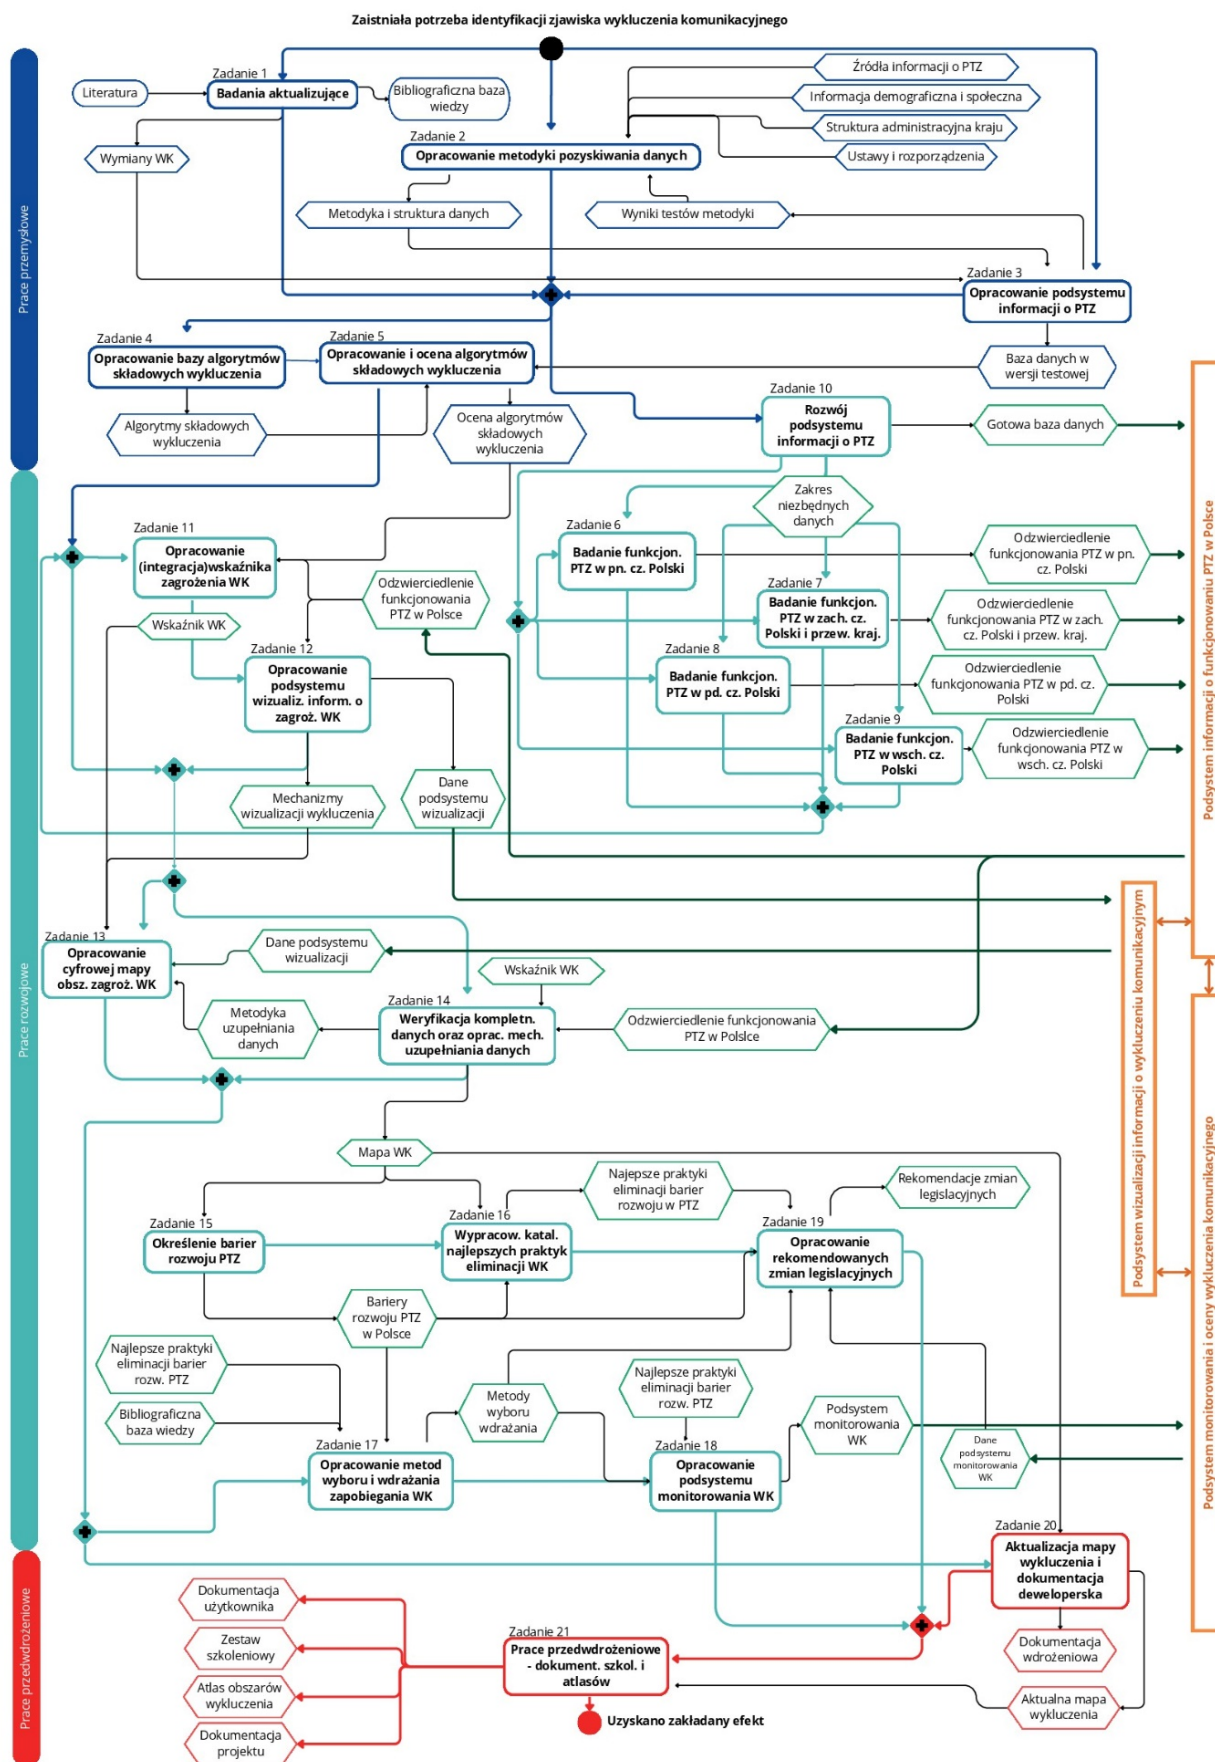 Zaistniała potrzeba identyfikacji zjawiska wykluczenia komunikacyjnego
Prace przemysłowe
Literatura
Zadanie 1
Badania aktualizujące
Bibliograficzna baza
wiedzy
Źródła informacji o PTZ
Informacja demograficzna i społeczna
Struktura administracyjna kraju
Ustawy i rozporządzenia
Zadanie 2
Opracowanie metodyki pozyskiwania danych
Wymiany WK
Metodyka i struktura danych
Wyniki testów metodyki
Zadanie 3
Opracowanie podsystemu
informacji o PTZ
Zadanie 4
Opracowanie bazy algorytmów
składowych wykluczenia
Zadanie 5
Opracowanie i ocena algorytmów
składowych wykluczenia
Baza danych w
wersji testowej
Algorytmy składowych
wykluczenia
Ocena algorytmów
składowych
wykluczenia
Zadanie 10
Rozwój
podsystemu
informacji o PTZ
Gotowa baza danych
Prace rozwojowe
Zakres
niezbędnych
danych
Zadanie 11
Opracowanie
(integracja)wskaźnika
zagrożenia WK
Zadanie 6
Badanie funkcjon.
PTZ w pn. cz. Polski
Odzwierciedlenie
funkcjonowania PTZ w pn.
cz. Polski
Odzwierciedlenie
funkcjonowania
PTZ w Polsce
Zadanie 7
Badanie funkcjon.
PTZ w zach. cz.
Polski i przew. kraj.
Odzwierciedlenie
funkcjonowania PTZ w zach.
cz. Polski i przew. kraj.
Wskaźnik WK
Zadanie 12
Opracowanie
podsystemu
wizualiz. inform. o
zagroż. WK
Zadanie 8
Badanie funkcjon.
PTZ w pd. cz. Polski
Odzwierciedlenie
funkcjonowania PTZ w pd. cz.
Polski
Zadanie 9
Badanie funkcjon.
PTZ w wsch. cz.
Polski
Odzwierciedlenie
funkcjonowania PTZ w
wsch. cz. Polski
Mechanizmy
wizualizacji wykluczenia
Dane
podsystemu
wizualizacji
Podsystem informacji o funkcjonowaniu PTZ w Polsce
Podsystem wizualizacji informacji o wykluczeniu komunikacyjnym
Podsystem monitorowania i oceny wykluczenia komunikacyjnego
Zadanie 13
Opracowanie
cyfrowej mapy
obsz. zagroż. WK
Dane podsystemu
wizualizacji
Wskaźnik WK
Metodyka
uzupełniania
danych
Zadanie 14
Weryfikacja kompletn.
danych oraz oprac. mech.
uzupełniania danych
Odzwierciedlenie funkcjonowania
PTZ w Polslce
Mapa WK
Najepsze praktyki
eliminacji barier
rozwoju w PTZ
Rekomendacje zmian
legislacyjnych
Zadanie 15
Określenie barier
rozwoju PTZ
Zadanie 16
Wypracow. katal.
najlepszych praktyk
eliminacji WK
Zadanie 19
Opracowanie
rekomendowanych
zmian legislacyjnych
Bariery
rozwoju PTZ
w Polsce
Najlepsze praktyki
eliminacji barier
rozw. PTZ
Bibliograficzna
baza wiedzy
Metody
wyboru
wdrażania
Najlepsze praktyki
eliminacji barier
rozw. PTZ
Podsystem
monitorowania
WK
Dane
podsystemu
monitorowania
WK
Zadanie 17
Opracowanie metod
wyboru i wdrażania
zapobiegania WK
Zadanie 18
Opracowanie
podsystemu
monitorowania WK
Zadanie 20
Aktualizacja mapy
wykluczenia i
dokumentacja
deweloperska
Prace przedwdrożeniowe
Dokumentacja
użytkownika
Zestaw
szkoleniowy
Atlas obszarów
wykluczenia
Dokumentacja
projektu
Zadanie 21
Prace przedwdrożeniowe
- dokument. szkol. i
atlasów
Dokumentacja
wdrożeniowa
Aktualna mapa
wykluczenia
Uzyskano zakładany efekt